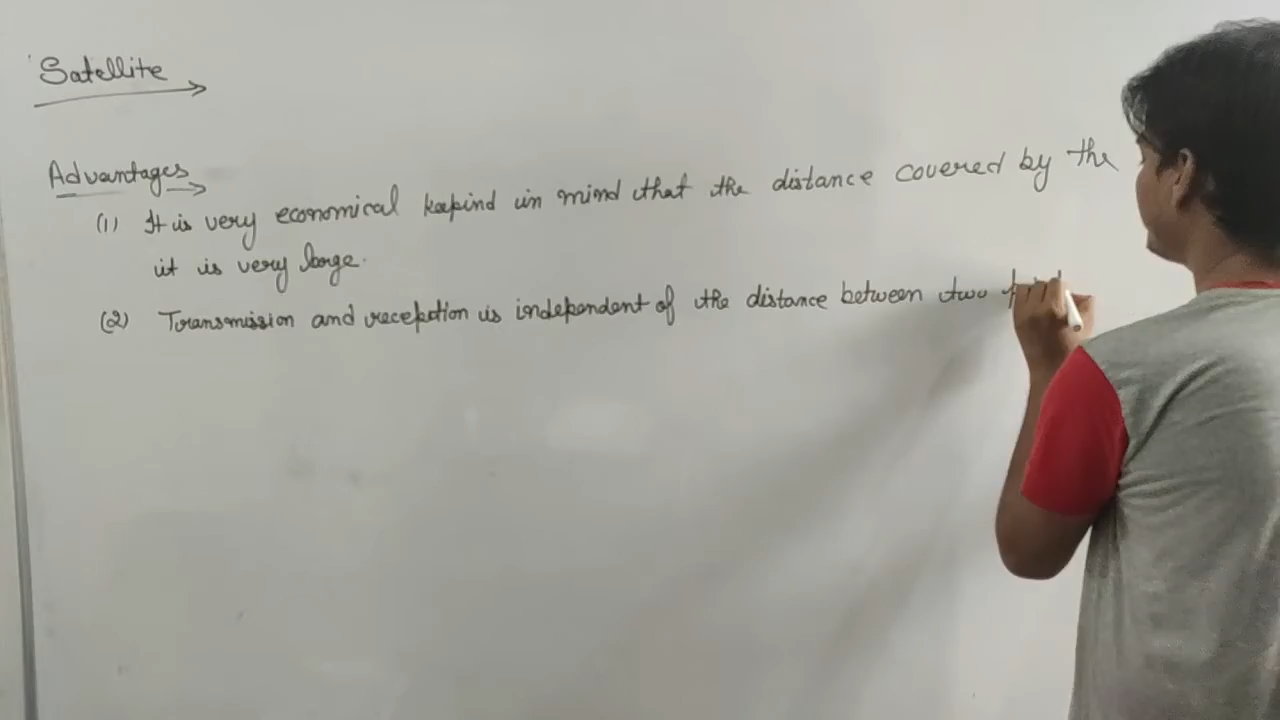 Satellite
Advantages
(1) It is very economical keepind in mind that the distance covered by the
it is very large.
(2) Transmission and reception is independent of the distance between two